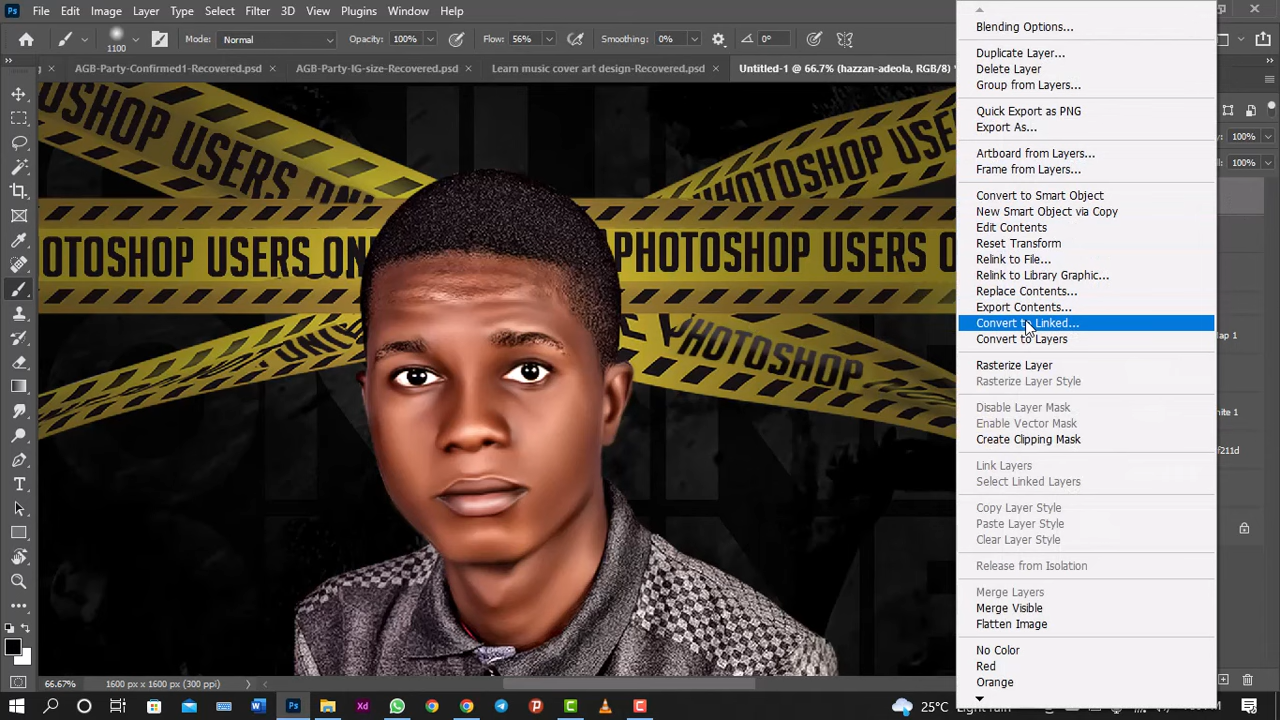 Ps File Edit Image Layer Type Select Filter 3D View Plugins Window Help
1100 Mode: Normal Opacity: 100% Flow: 56% Smoothing: 0% 0°
AGB-Party-Confirmed1-Recovered.psd × AGB-Party-IG-size-Recovered.psd × Learn music cover art design-Recovered.psd × Untitled-1 @ 66.7% (hazzan-adeola, RGB/8) *
Blending Options...
Duplicate Layer...
Delete Layer
Group from Layers...
Quick Export as PNG
Export As...
Artboard from Layers...
Frame from Layers...
Convert to Smart Object
New Smart Object via Copy
Edit Contents
Reset Transform
Relink to File...
Relink to Library Graphic...
Replace Contents...
Export Contents...
Convert to Linked...
Convert to Layers
Rasterize Layer
Rasterize Layer Style
Disable Layer Mask
Enable Vector Mask
Create Clipping Mask
Link Layers
Select Linked Layers
Copy Layer Style
Paste Layer Style
Clear Layer Style
Release from Isolation
Merge Layers
Merge Visible
Flatten Image
No Color
Red
Orange
100%
100%
OSHOP USERS ON
PHOTOSHOP USE
OTOSHOP USERS ON
PHOTOSHOP USERS ON
PHOTOSHOP
66.67% 1600 px x 1600 px (300 ppi)
25°C Light rain